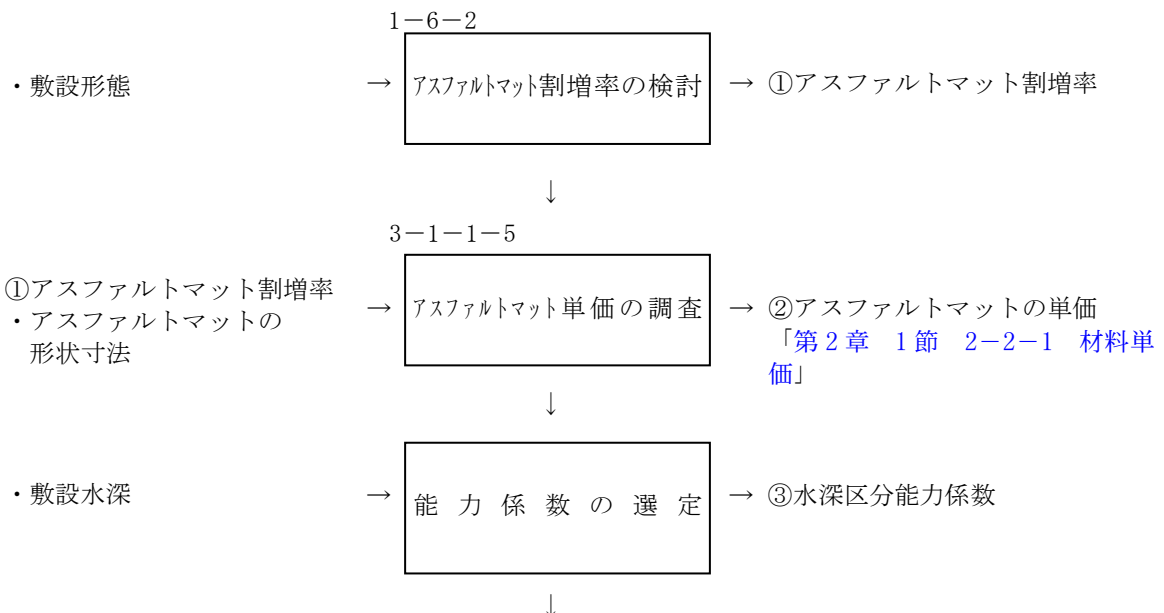 1－6－2
・敷設形態
→
ｱｽﾌｧﾙﾄﾏｯﾄ割増率の検討
→ ①アスファルトマット割増率
↓
3－1－1－5
①アスファルトマット割増率
・アスファルトマットの
形状寸法
→
ｱｽﾌｧﾙﾄﾏｯﾄ単価の調査
→ ②アスファルトマットの単価
「第2章　1節　2－2－1　材料単
価」
↓
・敷設水深
→
能力係数の選定
→ ③水深区分能力係数
↓